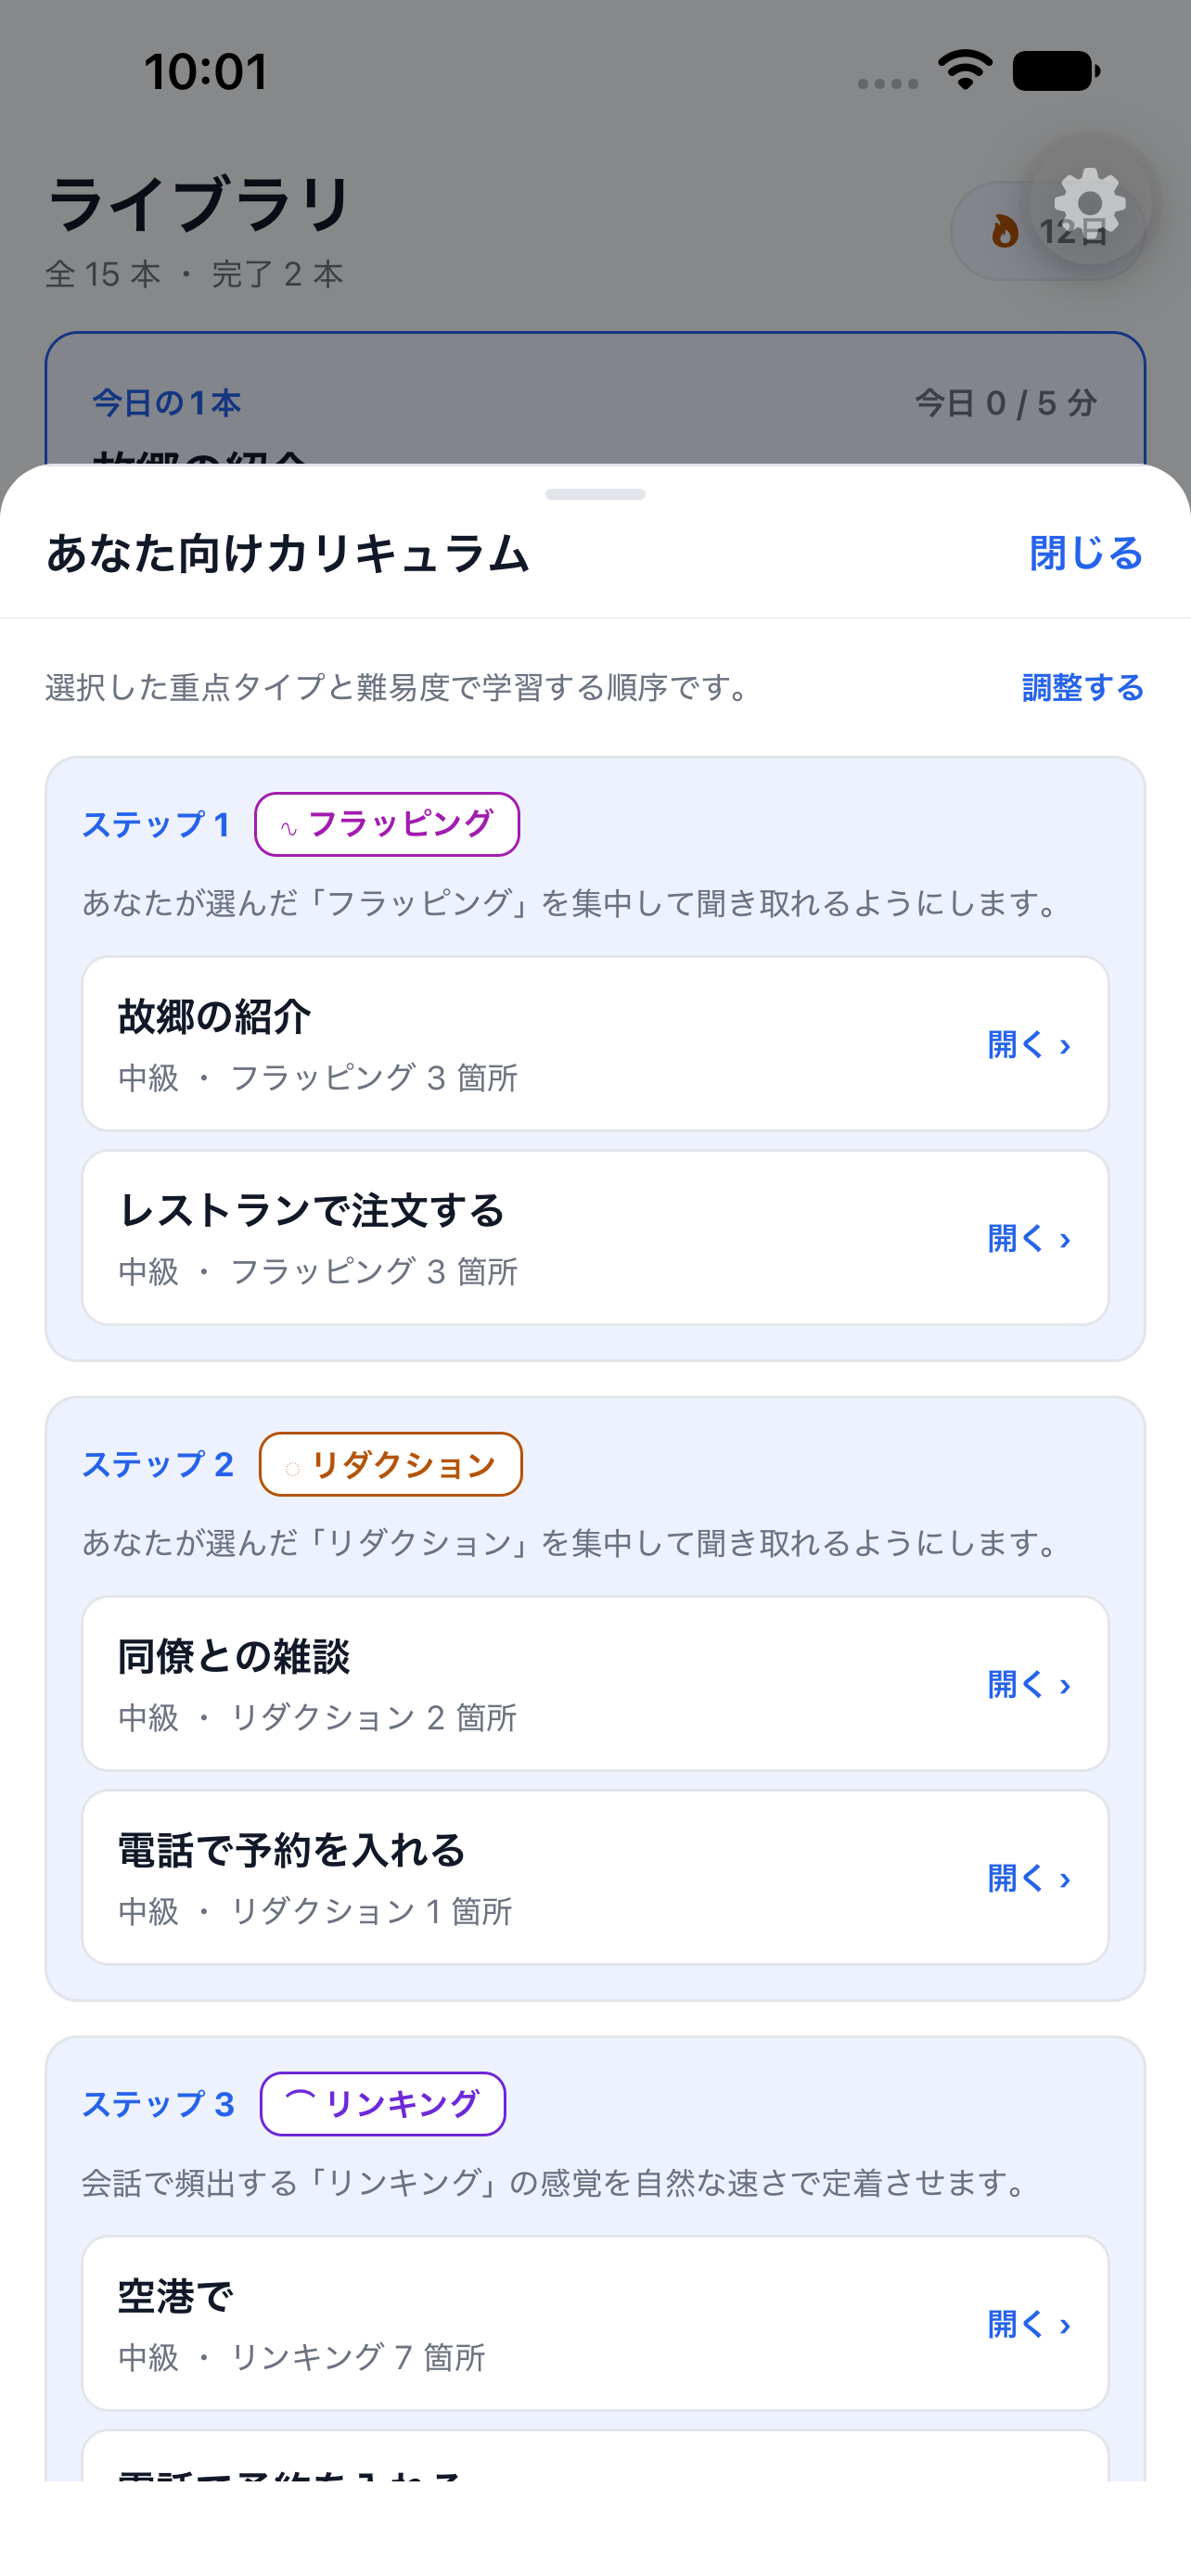 10:01
ライブラリ
全 15 本 ・ 完了 2 本
12日
今日の1本
今日 0 / 5 分
故郷の紹介
あなた向けカリキュラム
閉じる
選択した重点タイプと難易度で学習する順序です。
調整する
ステップ 1
フラッピング
あなたが選んだ「フラッピング」を集中して聞き取れるようにします。
故郷の紹介
中級 ・ フラッピング 3 箇所
開く ›
レストランで注文する
中級 ・ フラッピング 3 箇所
開く ›
ステップ 2
リダクション
あなたが選んだ「リダクション」を集中して聞き取れるようにします。
同僚との雑談
中級 ・ リダクション 2 箇所
開く ›
電話で予約を入れる
中級 ・ リダクション 1 箇所
開く ›
ステップ 3
リンキング
会話で頻出する「リンキング」の感覚を自然な速さで定着させます。
空港で
中級 ・ リンキング 7 箇所
開く ›
電話で予約を入れる